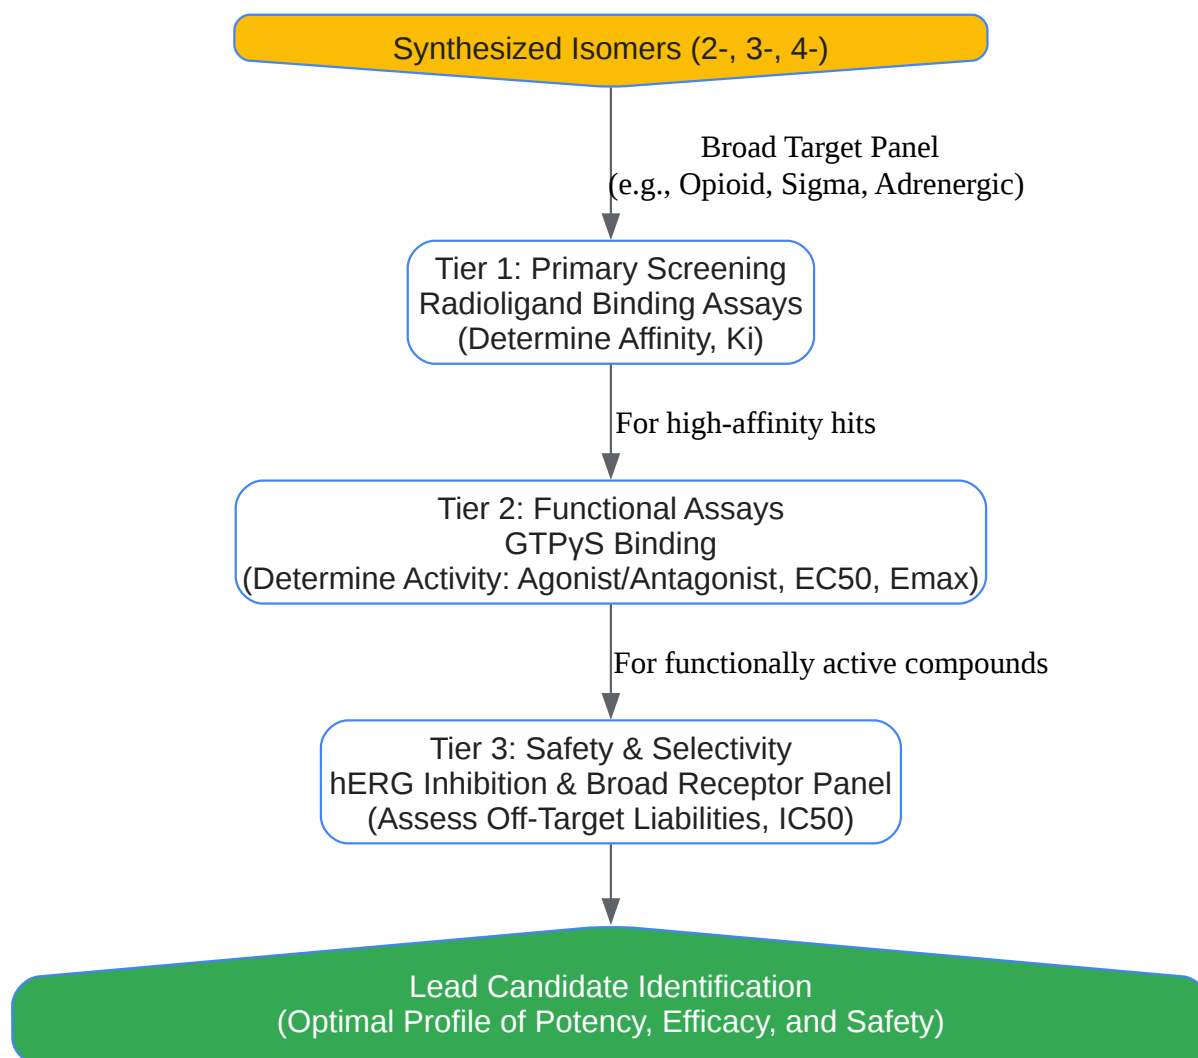 Synthesized Isomers (2-, 3-, 4-)
Broad Target Panel
(e.g., Opioid, Sigma, Adrenergic)
Tier 1: Primary Screening
Radioligand Binding Assays
(Determine Affinity, Ki)
For high-affinity hits
Tier 2: Functional Assays
GTPγS Binding
(Determine Activity: Agonist/Antagonist, EC50, Emax)
For functionally active compounds
Tier 3: Safety & Selectivity
hERG Inhibition & Broad Receptor Panel
(Assess Off-Target Liabilities, IC50)
Lead Candidate Identification
(Optimal Profile of Potency, Efficacy, and Safety)